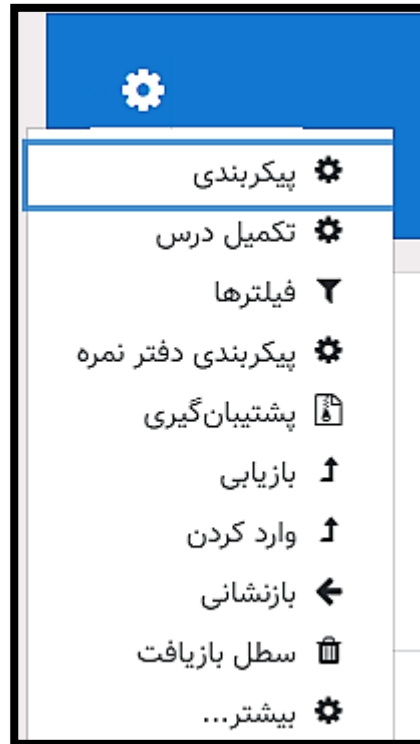 پیکربندی
تکمیل درس
فیلترها
پیکربندی دفتر نمره
پشتیبان‌گیری
بازیابی
وارد کردن
بازنشانی
سطل بازیافت
بیشتر...